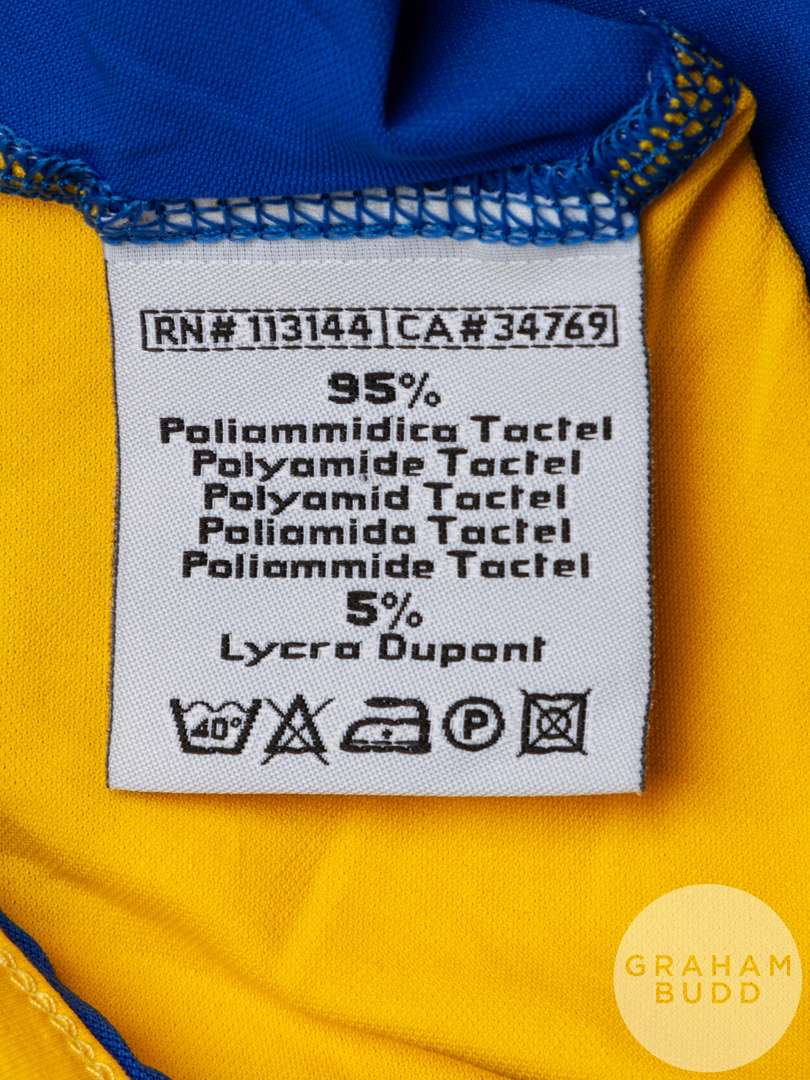 RN# 113144 CA# 34769
95%
Poliammidica Tactel
Polyamide Tactel
Polyamid Tactel
Poliamida Tactel
Poliammide Tactel
5%
Lycra Dupont
40° P
GRAHAM
BUDD